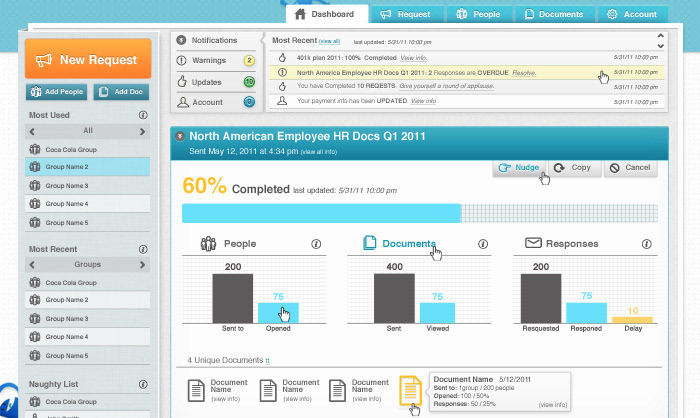 Dashboard
Request
People
Documents
Account
New Request
Add People
Add Doc
Most Used
All
Coca Cola Group
Group Name 2
Group Name 3
Group Name 4
Group Name 5
Most Recent
Groups
Coca Cola Group
Group Name 2
Group Name 3
Group Name 4
Group Name 5
Naughty List
Coca Cola Group
Notifications
Warnings 2
Updates 10
Account 0
Most Recent (view all) last updated: 5/31/11 10:00 pm
401k plan 2011: 100% Completed. View info 5/31/11 10:00 pm
North America Employee HR Docs Q1 2011: 2 Responses are OVERDUE. Resolve. 5/31/11 10:00 pm
You have Completed 10 REQESTS. Give yourself a round of applause. 5/31/11 10:00 pm
Your payment info has been UPDATED. View info 5/31/11 10:00 pm
North American Employee HR Docs Q1 2011
Sent May 12, 2011 at 4:34 pm (view all info)
Nudge
Copy
Cancel
60% Completed last updated: 5/31/11 10:00 pm
People
200
75
Sent to Opened
Documents
400
75
Sent Viewed
Responses
200
75
10
Resquested Responed Delay
4 Unique Documents
Document Name (view info)
Document Name (view info)
Document Name (view info)
Document Name 5/12/2011
Sent to: 1group / 200 people
Opened: 100 / 50%
Responses: 50 / 25% (view info)